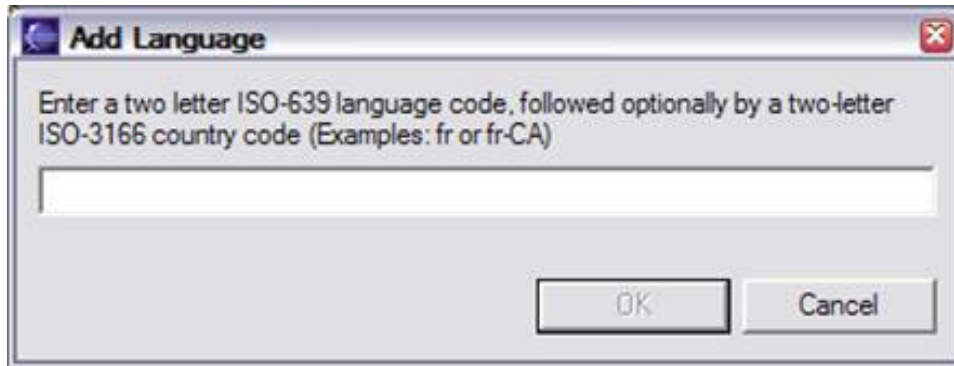 Add Language
Enter a two letter ISO-639 language code, followed optionally by a two-letter
ISO-3166 country code (Examples: fr or fr-CA)
OK
Cancel